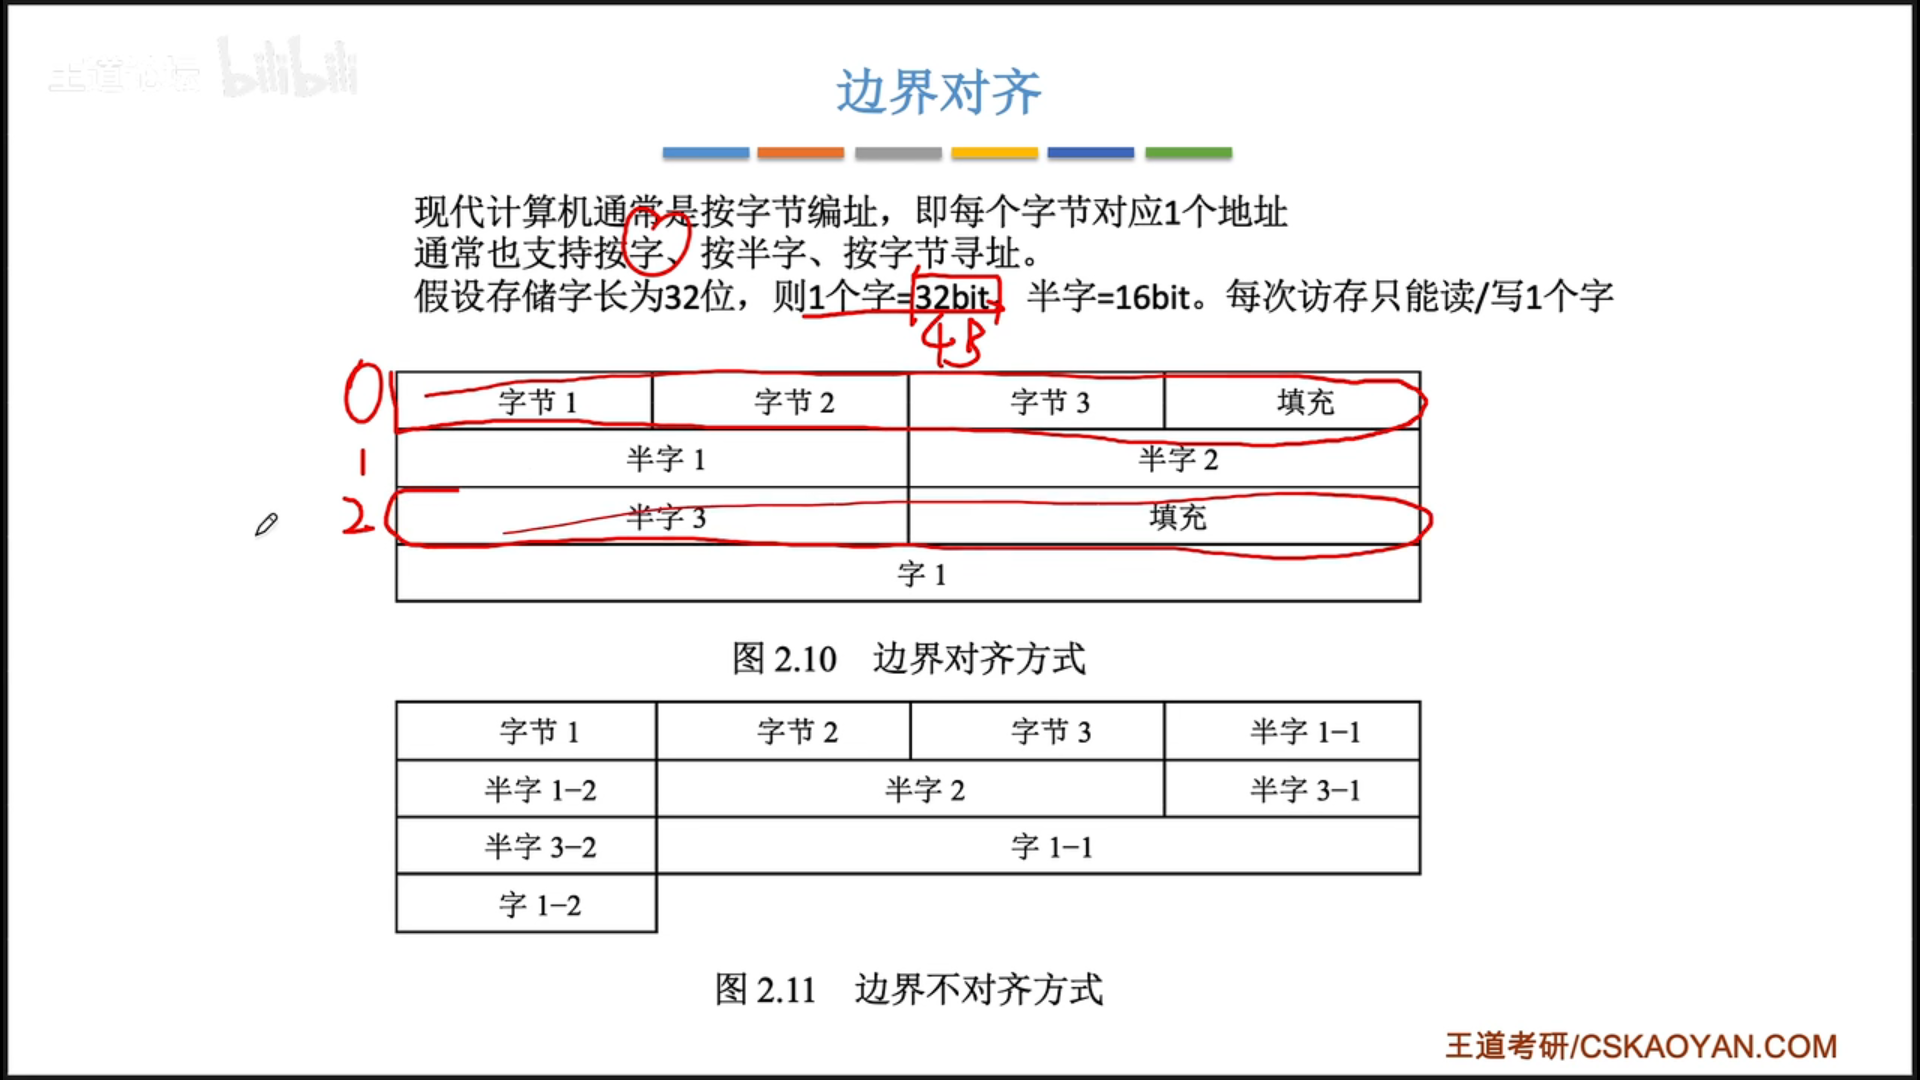 王道论坛 bilibili
边界对齐
现代计算机通常是按字节编址，即每个字节对应1个地址
通常也支持按字、按半字、按字节寻址。
假设存储字长为32位，则1个字=32bit，半字=16bit。每次访存只能读/写1个字
4B
0 字节 1 字节 2 字节 3 填充
1 半字 1 半字 2
2 半字 3 填充
字 1
图 2.10 边界对齐方式
字节 1 字节 2 字节 3 半字 1-1
半字 1-2 半字 2 半字 3-1
半字 3-2 字 1-1
字 1-2
图 2.11 边界不对齐方式
王道考研/CSKAOYAN.COM